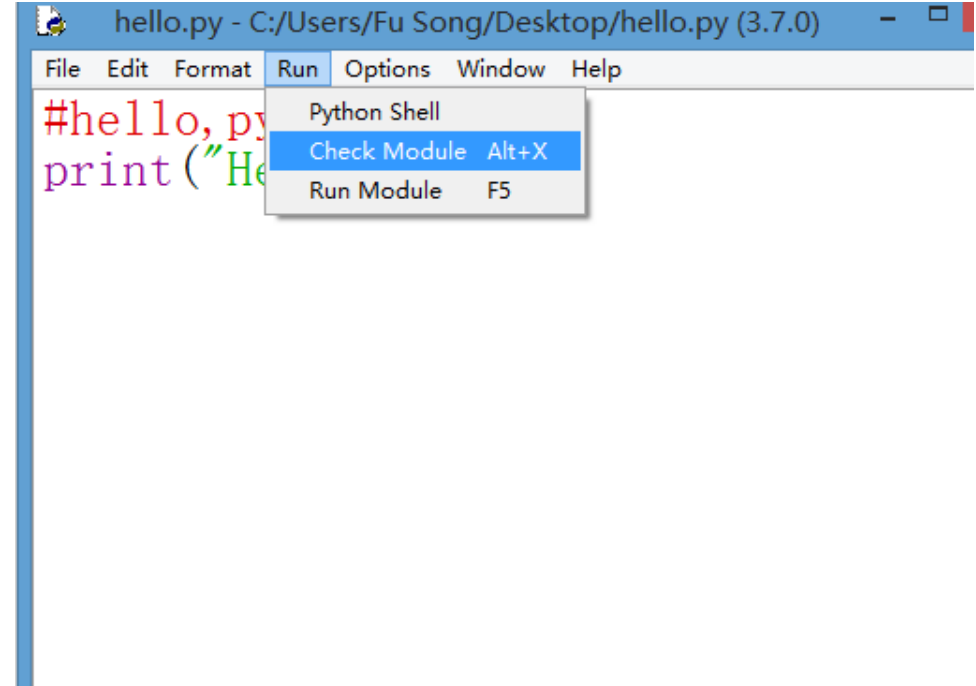 hello.py - C:/Users/Fu Song/Desktop/hello.py (3.7.0)
File Edit Format Run Options Window Help
#hello,py
print("He
Python Shell
Check Module Alt+X
Run Module F5